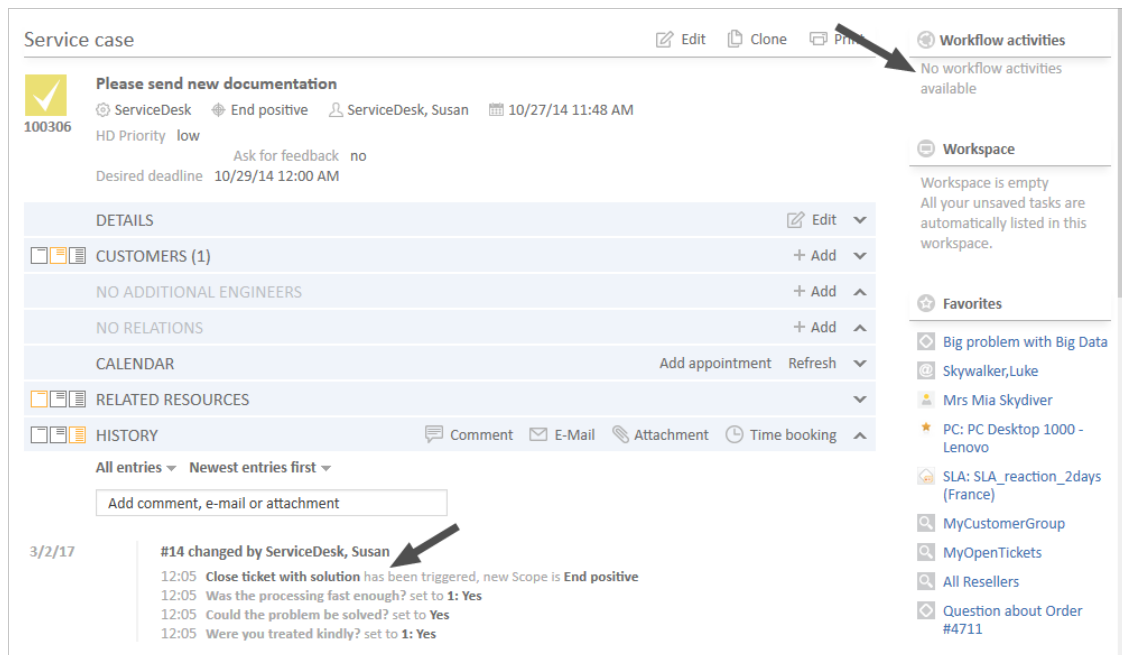 Service case
Edit Clone Print
Please send new documentation
ServiceDesk End positive ServiceDesk, Susan 10/27/14 11:48 AM
100306
HD Priority low
Ask for feedback no
Desired deadline 10/29/14 12:00 AM
DETAILS Edit
CUSTOMERS (1) + Add
NO ADDITIONAL ENGINEERS + Add
NO RELATIONS + Add
CALENDAR Add appointment Refresh
RELATED RESOURCES
HISTORY Comment E-Mail Attachment Time booking
All entries Newest entries first
Add comment, e-mail or attachment
3/2/17 #14 changed by ServiceDesk, Susan
12:05 Close ticket with solution has been triggered, new Scope is End positive
12:05 Was the processing fast enough? set to 1: Yes
12:05 Could the problem be solved? set to Yes
12:05 Were you treated kindly? set to 1: Yes
Workflow activities
No workflow activities
available
Workspace
Workspace is empty
All your unsaved tasks are
automatically listed in this
workspace.
Favorites
Big problem with Big Data
Skywalker,Luke
Mrs Mia Skydiver
PC: PC Desktop 1000 -
Lenovo
SLA: SLA_reaction_2days
(France)
MyCustomerGroup
MyOpenTickets
All Resellers
Question about Order
#4711